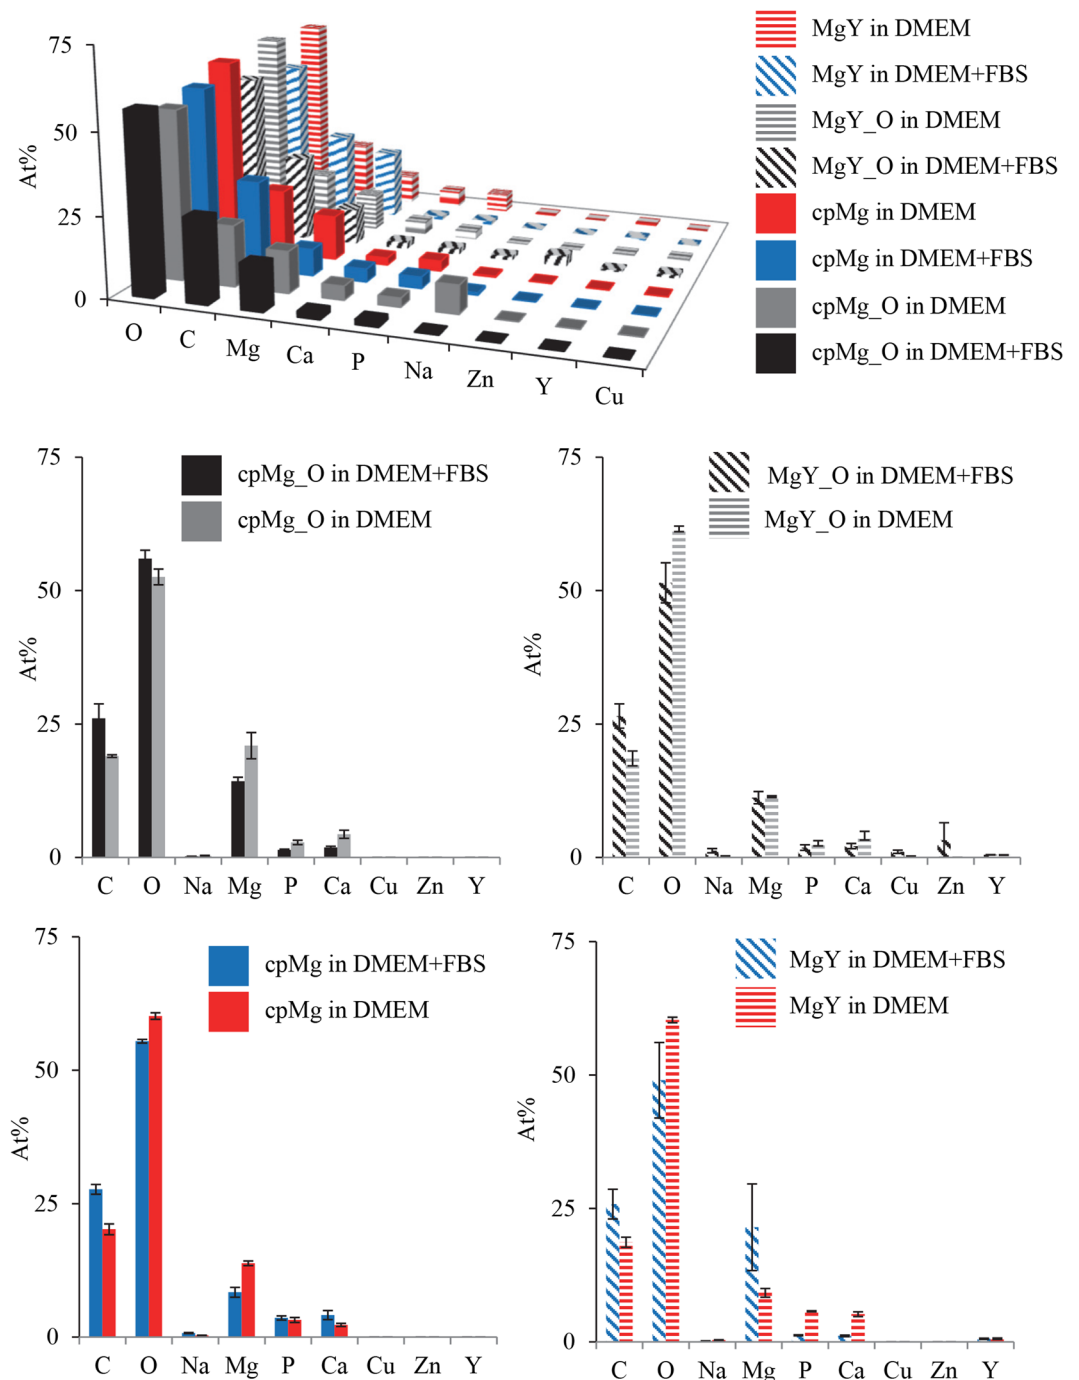 75
50
25
0
At%
O C Mg Ca P Na Zn Y Cu
MgY in DMEM
MgY in DMEM+FBS
MgY_O in DMEM
MgY_O in DMEM+FBS
cpMg in DMEM
cpMg in DMEM+FBS
cpMg_O in DMEM
cpMg_O in DMEM+FBS
75
50
25
0
At%
cpMg_O in DMEM+FBS
cpMg_O in DMEM
C O Na Mg P Ca Cu Zn Y
75
50
25
0
At%
MgY_O in DMEM+FBS
MgY_O in DMEM
C O Na Mg P Ca Cu Zn Y
75
50
25
0
At%
cpMg in DMEM+FBS
cpMg in DMEM
C O Na Mg P Ca Cu Zn Y
75
50
25
0
At%
MgY in DMEM+FBS
MgY in DMEM
C O Na Mg P Ca Cu Zn Y